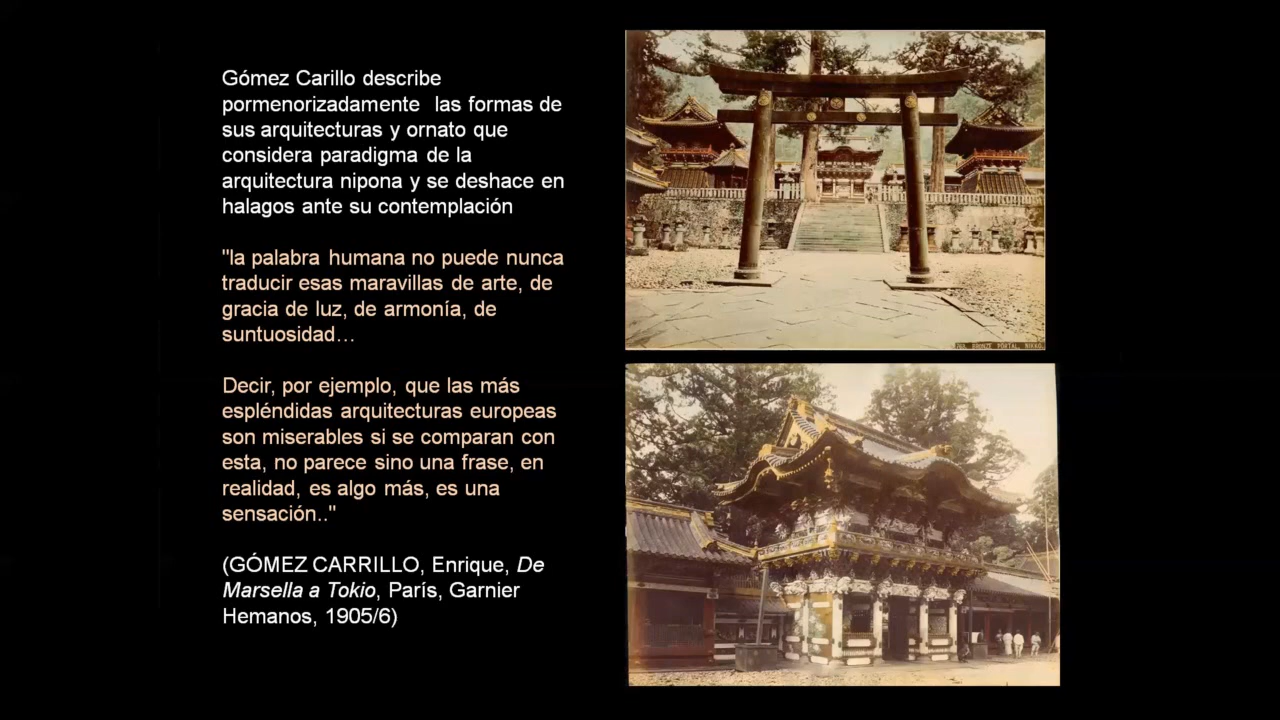 Gómez Carillo describe
pormenorizadamente las formas de
sus arquitecturas y ornato que
considera paradigma de la
arquitectura nipona y se deshace en
halagos ante su contemplación
"la palabra humana no puede nunca
traducir esas maravillas de arte, de
gracia de luz, de armonía, de
suntuosidad…
Decir, por ejemplo, que las más
espléndidas arquitecturas europeas
son miserables si se comparan con
esta, no parece sino una frase, en
realidad, es algo más, es una
sensación.."
(GÓMEZ CARRILLO, Enrique, De
Marsella a Tokio, París, Garnier
Hemanos, 1905/6)
BRONZE PORTAL, NIKKO.